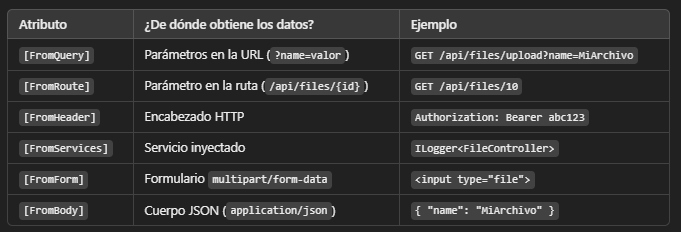 Atributo ¿De dónde obtiene los datos? Ejemplo
[FromQuery] Parámetros en la URL ( ?name=valor ) GET /api/files/upload?name=MiArchivo
[FromRoute] Parámetro en la ruta ( /api/files/{id} ) GET /api/files/10
[FromHeader] Encabezado HTTP Authorization: Bearer abc123
[FromServices] Servicio inyectado ILogger<FileController>
[FromForm] Formulario multipart/form-data <input type="file">
[FromBody] Cuerpo JSON ( application/json ) { "name": "MiArchivo" }